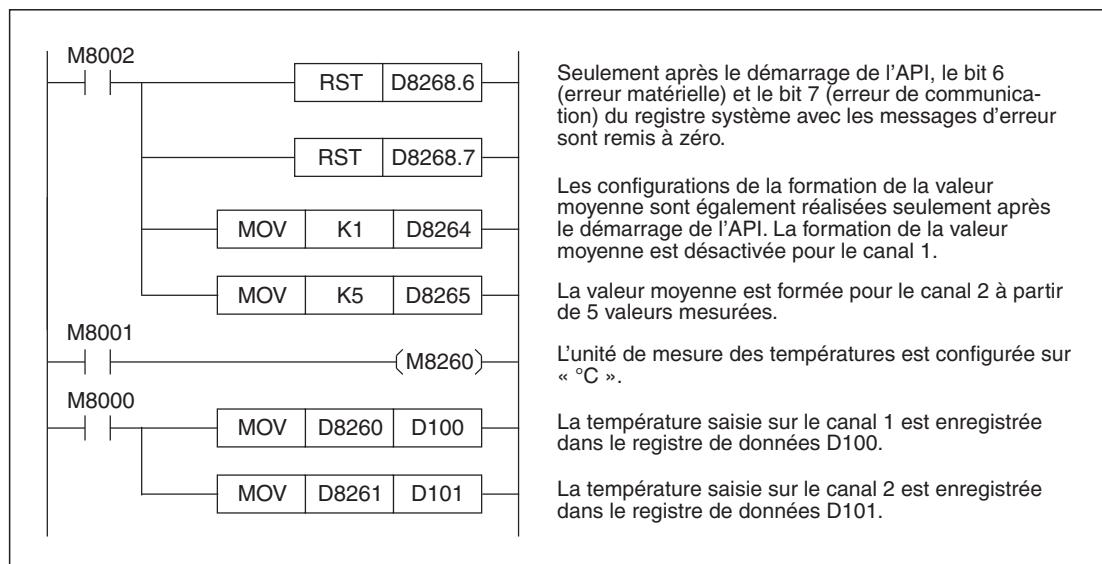 M8002
RST D8268.6
Seulement après le démarrage de l'API, le bit 6
(erreur matérielle) et le bit 7 (erreur de communica-
tion) du registre système avec les messages d'erreur
sont remis à zéro.
RST D8268.7
Les configurations de la formation de la valeur
moyenne sont également réalisées seulement après
le démarrage de l'API. La formation de la valeur
moyenne est désactivée pour le canal 1.
MOV K1 D8264
MOV K5 D8265
La valeur moyenne est formée pour le canal 2 à partir
de 5 valeurs mesurées.
M8001
M8260
L'unité de mesure des températures est configurée sur
« °C ».
M8000
MOV D8260 D100
La température saisie sur le canal 1 est enregistrée
dans le registre de données D100.
MOV D8261 D101
La température saisie sur le canal 2 est enregistrée
dans le registre de données D101.